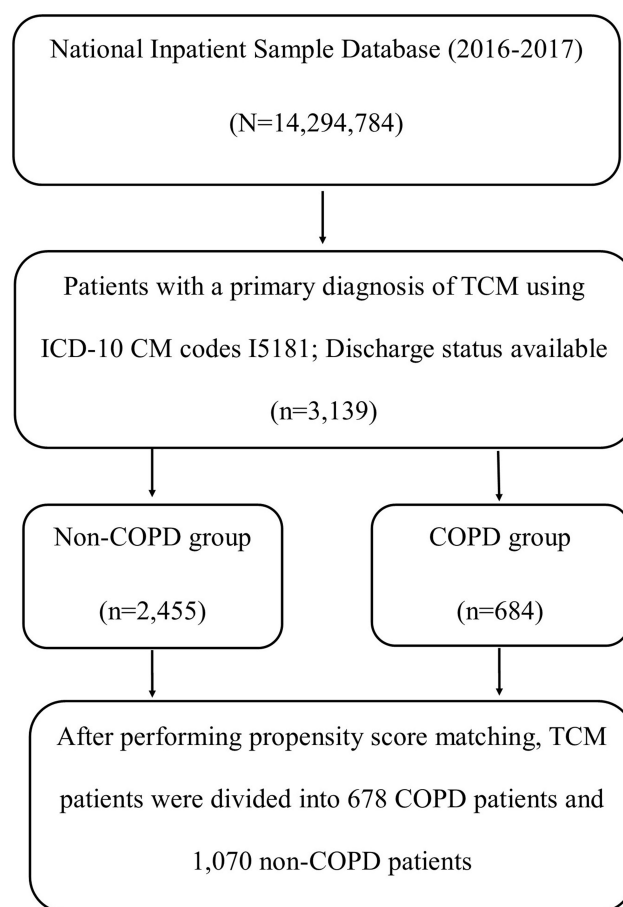 National Inpatient Sample Database (2016-2017)
(N=14,294,784)
Patients with a primary diagnosis of TCM using
ICD-10 CM codes I5181; Discharge status available
(n=3,139)
Non-COPD group
(n=2,455)
COPD group
(n=684)
After performing propensity score matching, TCM
patients were divided into 678 COPD patients and
1,070 non-COPD patients